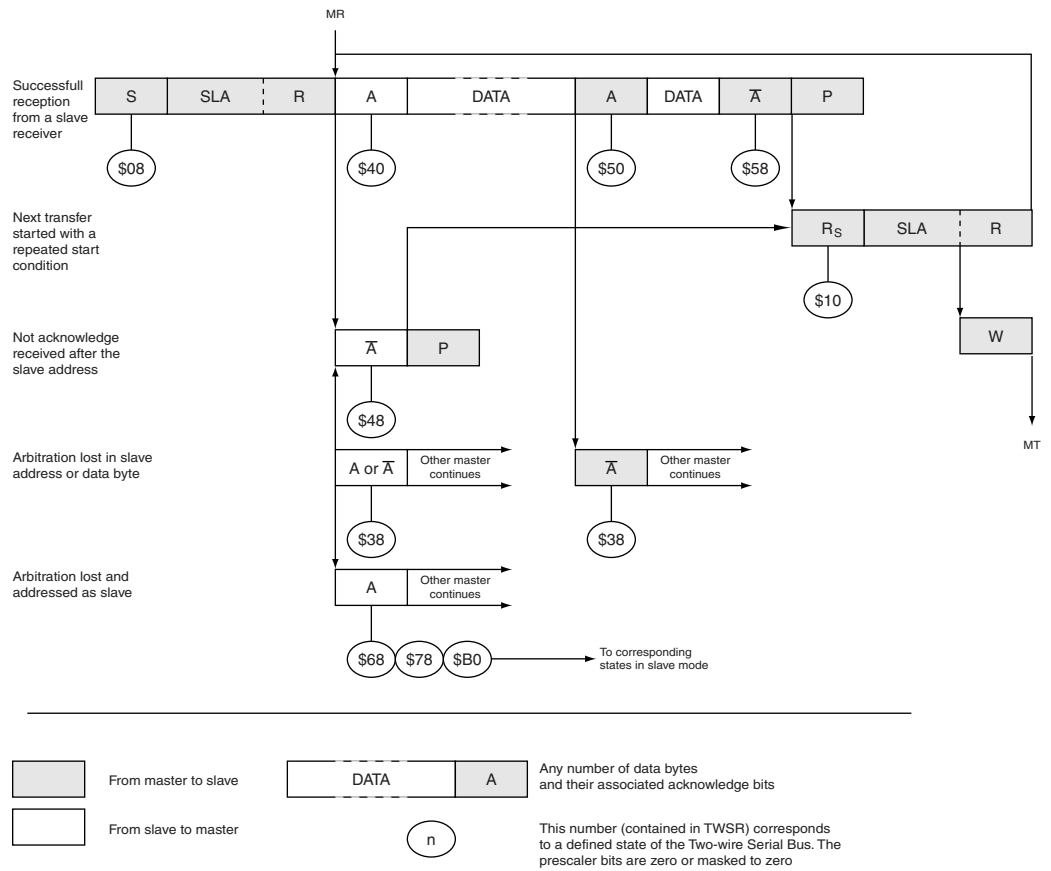 MR
Successfull
reception
from a slave
receiver
S SLA R A DATA A DATA A̅ P
$08 $40 $50 $58
Next transfer
started with a
repeated start
condition
RS SLA R
$10
Not acknowledge
received after the
slave address
A̅ P
W
$48
MT
Arbitration lost in slave
address or data byte
A or A̅
Other master
continues
A̅
Other master
continues
$38 $38
Arbitration lost and
addressed as slave
A
Other master
continues
$68 $78 $B0
To corresponding
states in slave mode
From master to slave
DATA A
Any number of data bytes
and their associated acknowledge bits
From slave to master
n
This number (contained in TWSR) corresponds
to a defined state of the Two-wire Serial Bus. The
prescaler bits are zero or masked to zero